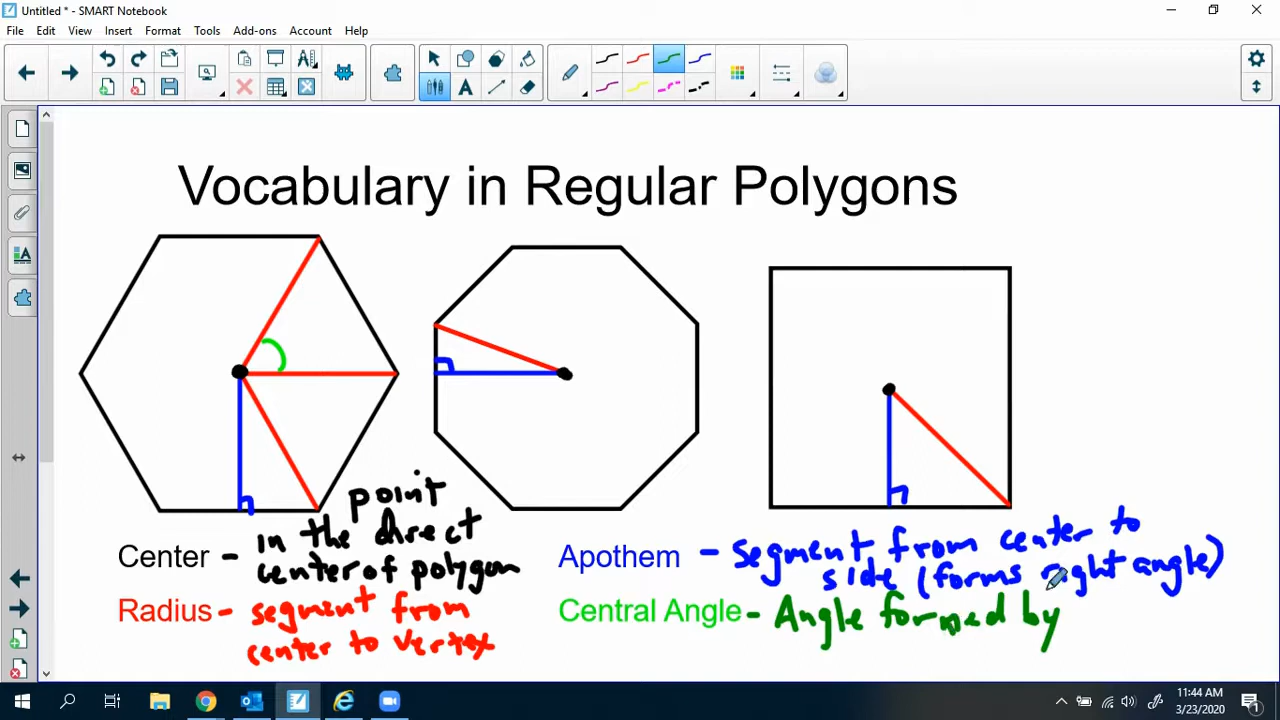 Untitled * - SMART Notebook
File Edit View Insert Format Tools Add-ons Account Help
Vocabulary in Regular Polygons
Center - point
in the direct
center of polygon
Radius - segment from
center to vertex
Apothem - segment from center to
side (forms right angle)
Central Angle - Angle formed by
11:44 AM
3/23/2020